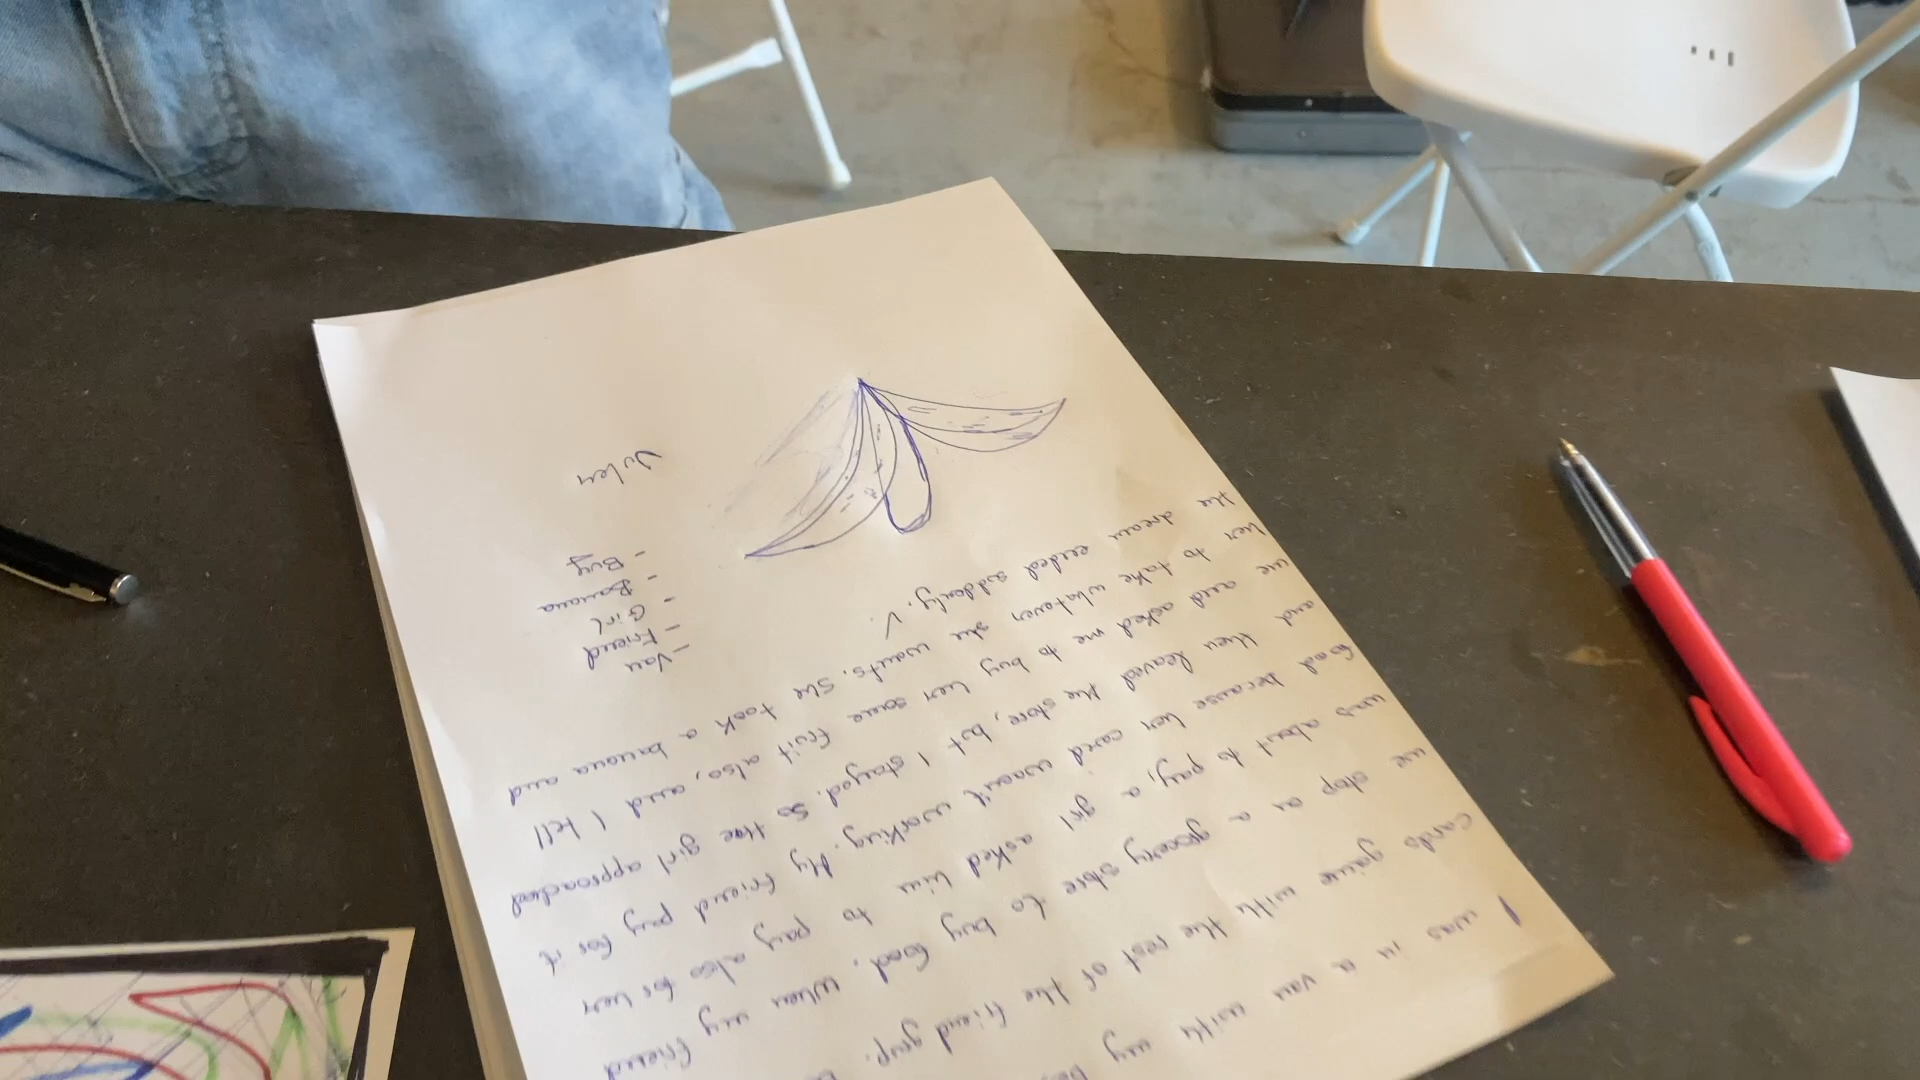 I was in a van with my
cards gaime with the rest of the friend grup.
we stop au a grocery store to buy food. When my friend
was about to pay, a girl asked him to pay also for her
food because her card wasn't working. My friend pay for it
and then leaved the store, but I stayed. So thae girl approached
me and asked me to buy her some fruit also, and I tell
her to take whatever she wants. She took a banana and
the dream ended suddenly. V.
- Van
- Friend
- Girl
- Banana
- Buy